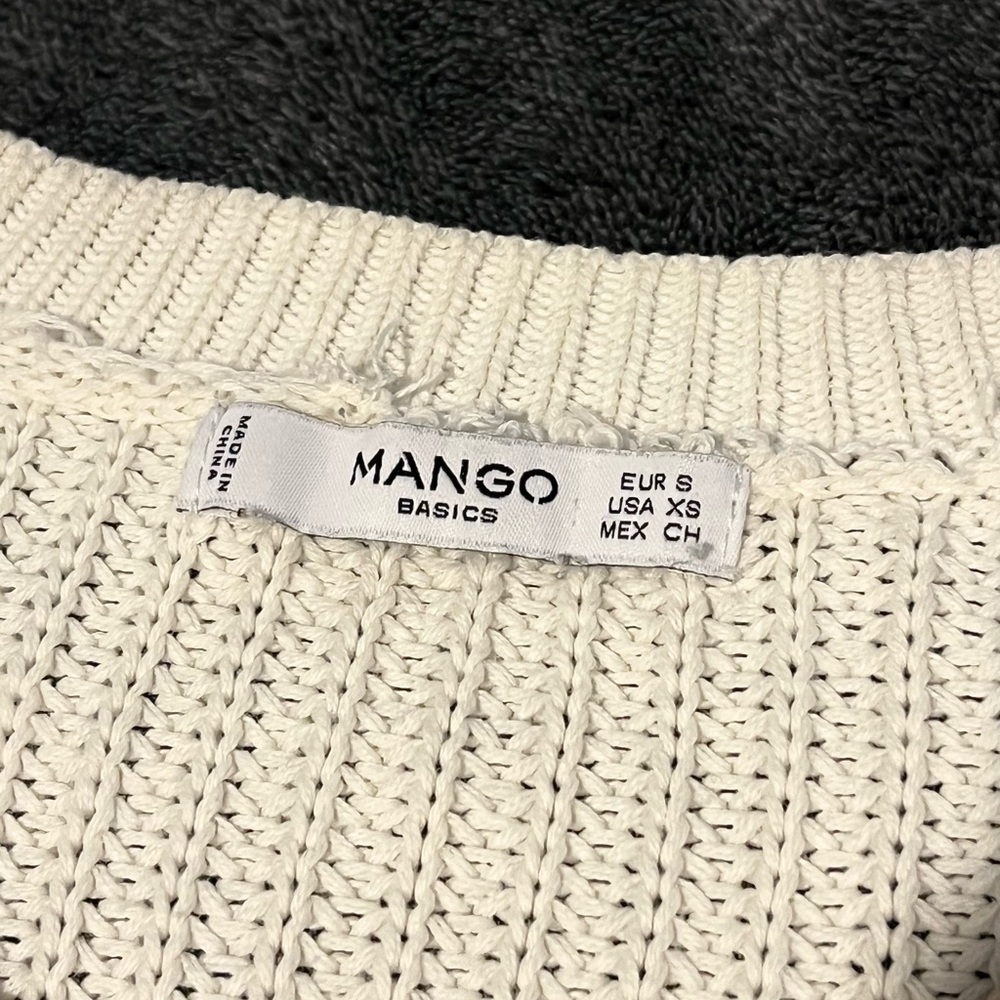 MADE IN
CHINA
MANGO
BASICS
EUR S
USA XS
MEX CH